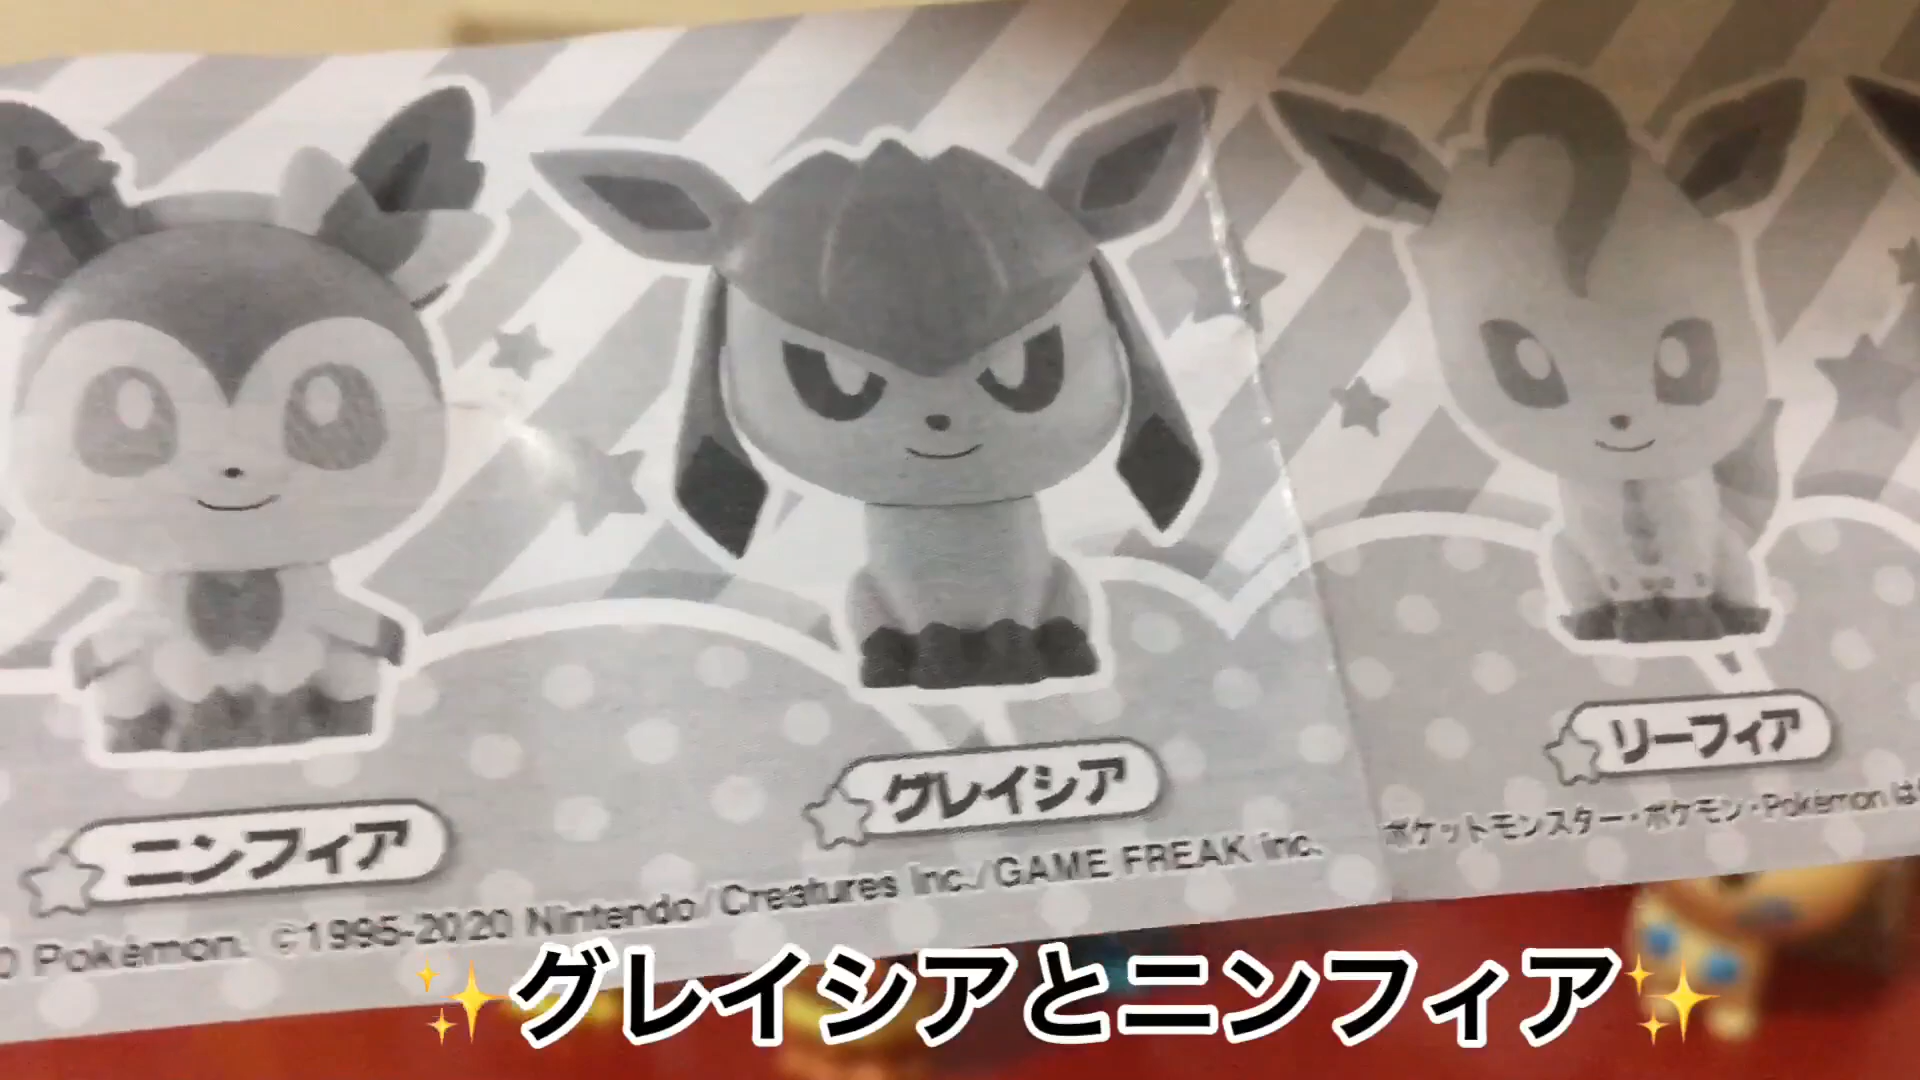 ニンフィア
グレイシア
リーフィア
0 Pokémon. ©1995-2020 Nintendo/Creatures Inc./GAME FREAK inc.
ポケットモンスター・ポケモン・Pokémon は
✨グレイシアとニンフィア✨